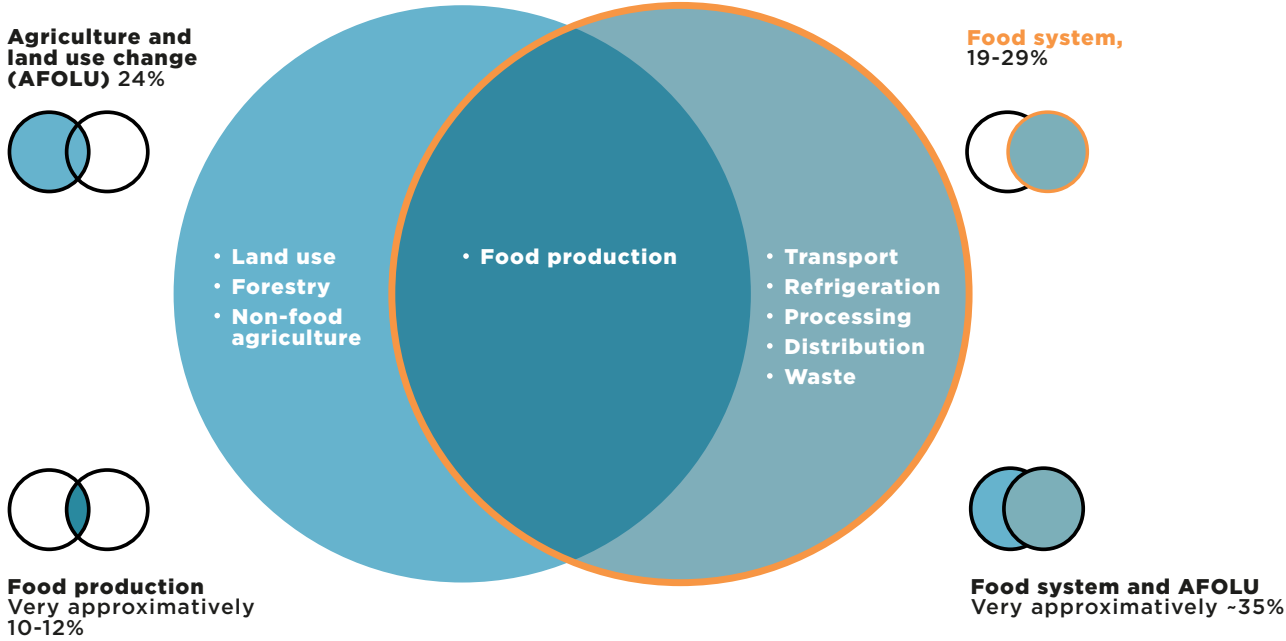 Agriculture and
land use change
(AFOLU) 24%
Food system,
19-29%
• Land use
• Forestry
• Non-food
agriculture
• Food production
• Transport
• Refrigeration
• Processing
• Distribution
• Waste
Food production
Very approximatively
10-12%
Food system and AFOLU
Very approximatively ~35%